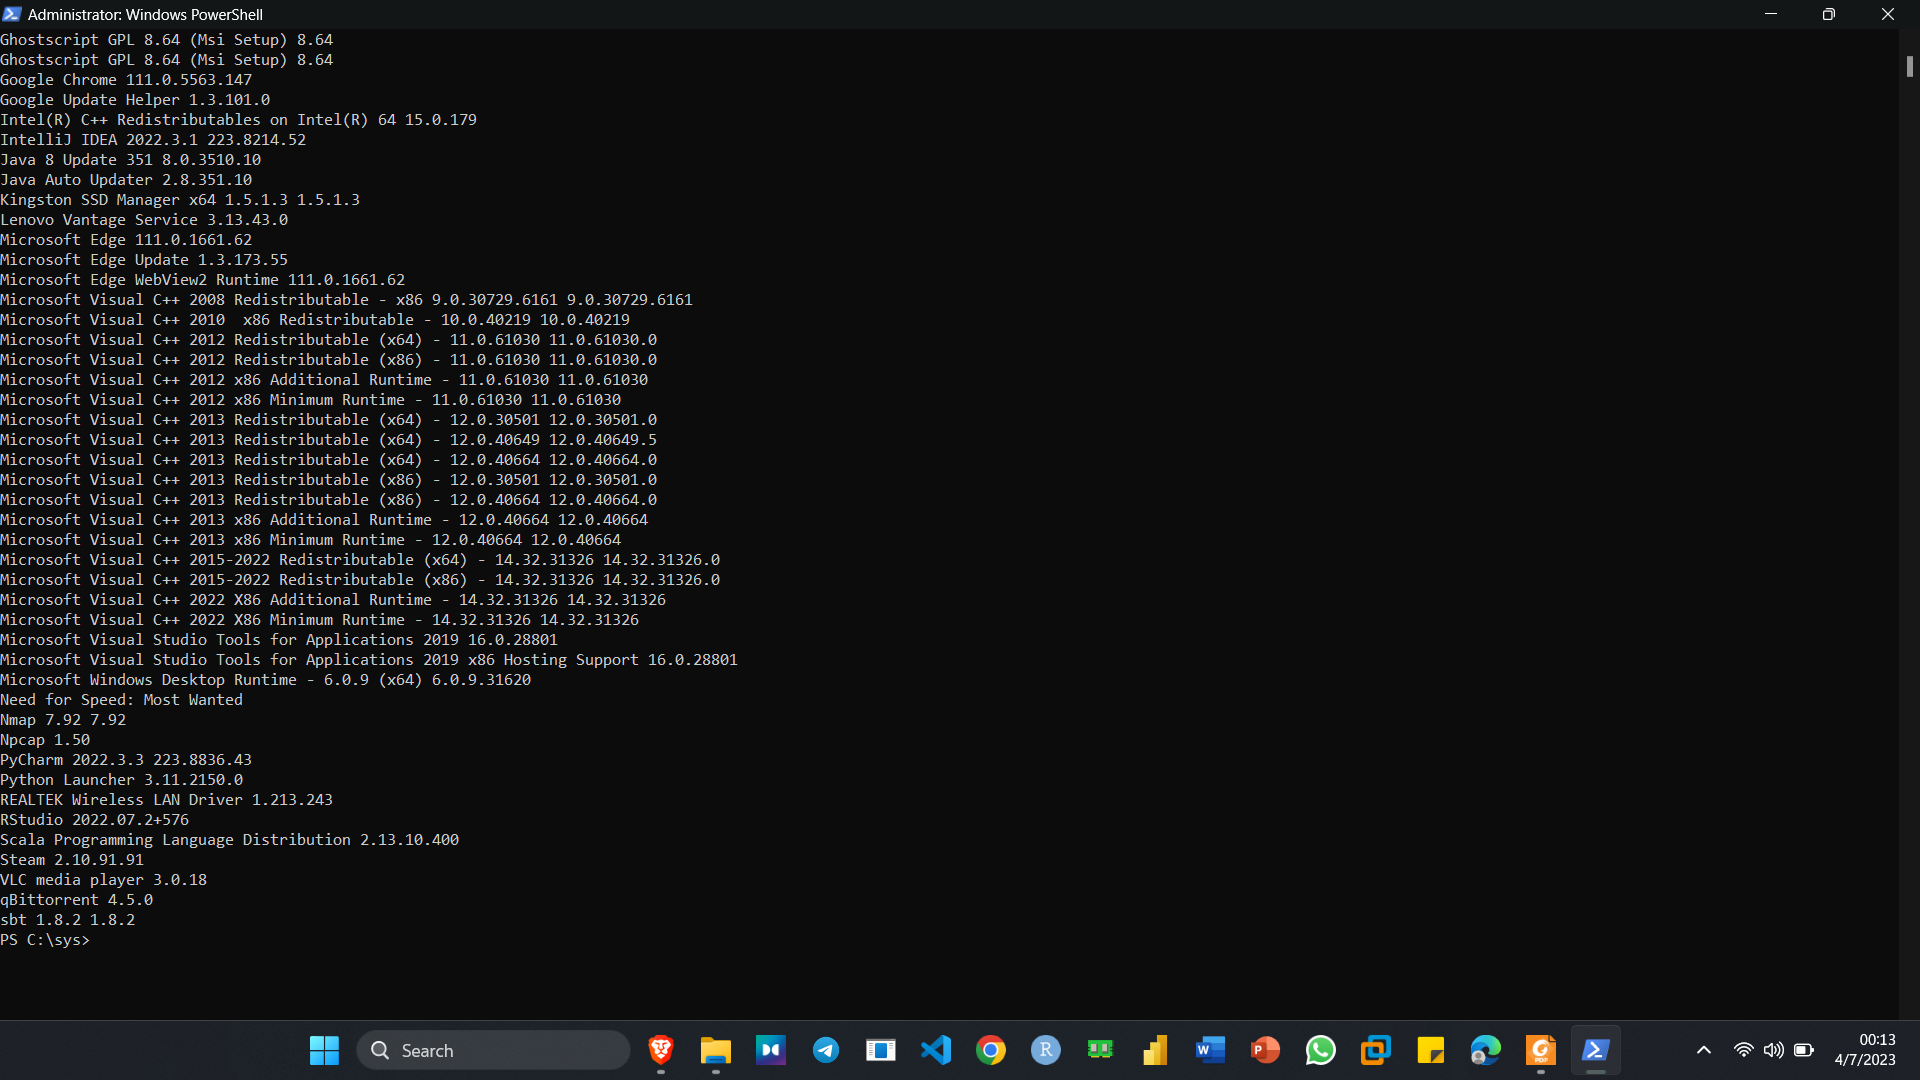 Administrator: Windows PowerShell
Ghostscript GPL 8.64 (Msi Setup) 8.64
Ghostscript GPL 8.64 (Msi Setup) 8.64
Google Chrome 111.0.5563.147
Google Update Helper 1.3.101.0
Intel(R) C++ Redistributables on Intel(R) 64 15.0.179
IntelliJ IDEA 2022.3.1 223.8214.52
Java 8 Update 351 8.0.3510.10
Java Auto Updater 2.8.351.10
Kingston SSD Manager x64 1.5.1.3 1.5.1.3
Lenovo Vantage Service 3.13.43.0
Microsoft Edge 111.0.1661.62
Microsoft Edge Update 1.3.173.55
Microsoft Edge WebView2 Runtime 111.0.1661.62
Microsoft Visual C++ 2008 Redistributable - x86 9.0.30729.6161 9.0.30729.6161
Microsoft Visual C++ 2010  x86 Redistributable - 10.0.40219 10.0.40219
Microsoft Visual C++ 2012 Redistributable (x64) - 11.0.61030 11.0.61030.0
Microsoft Visual C++ 2012 Redistributable (x86) - 11.0.61030 11.0.61030.0
Microsoft Visual C++ 2012 x86 Additional Runtime - 11.0.61030 11.0.61030
Microsoft Visual C++ 2012 x86 Minimum Runtime - 11.0.61030 11.0.61030
Microsoft Visual C++ 2013 Redistributable (x64) - 12.0.30501 12.0.30501.0
Microsoft Visual C++ 2013 Redistributable (x64) - 12.0.40649 12.0.40649.5
Microsoft Visual C++ 2013 Redistributable (x64) - 12.0.40664 12.0.40664.0
Microsoft Visual C++ 2013 Redistributable (x86) - 12.0.30501 12.0.30501.0
Microsoft Visual C++ 2013 Redistributable (x86) - 12.0.40664 12.0.40664.0
Microsoft Visual C++ 2013 x86 Additional Runtime - 12.0.40664 12.0.40664
Microsoft Visual C++ 2013 x86 Minimum Runtime - 12.0.40664 12.0.40664
Microsoft Visual C++ 2015-2022 Redistributable (x64) - 14.32.31326 14.32.31326.0
Microsoft Visual C++ 2015-2022 Redistributable (x86) - 14.32.31326 14.32.31326.0
Microsoft Visual C++ 2022 X86 Additional Runtime - 14.32.31326 14.32.31326
Microsoft Visual C++ 2022 X86 Minimum Runtime - 14.32.31326 14.32.31326
Microsoft Visual Studio Tools for Applications 2019 16.0.28801
Microsoft Visual Studio Tools for Applications 2019 x86 Hosting Support 16.0.28801
Microsoft Windows Desktop Runtime - 6.0.9 (x64) 6.0.9.31620
Need for Speed: Most Wanted
Nmap 7.92 7.92
Npcap 1.50
PyCharm 2022.3.3 223.8836.43
Python Launcher 3.11.2150.0
REALTEK Wireless LAN Driver 1.213.243
RStudio 2022.07.2+576
Scala Programming Language Distribution 2.13.10.400
Steam 2.10.91.91
VLC media player 3.0.18
qBittorrent 4.5.0
sbt 1.8.2 1.8.2
PS C:\sys>
Search
R
W
P
G
PDF
00:13
4/7/2023